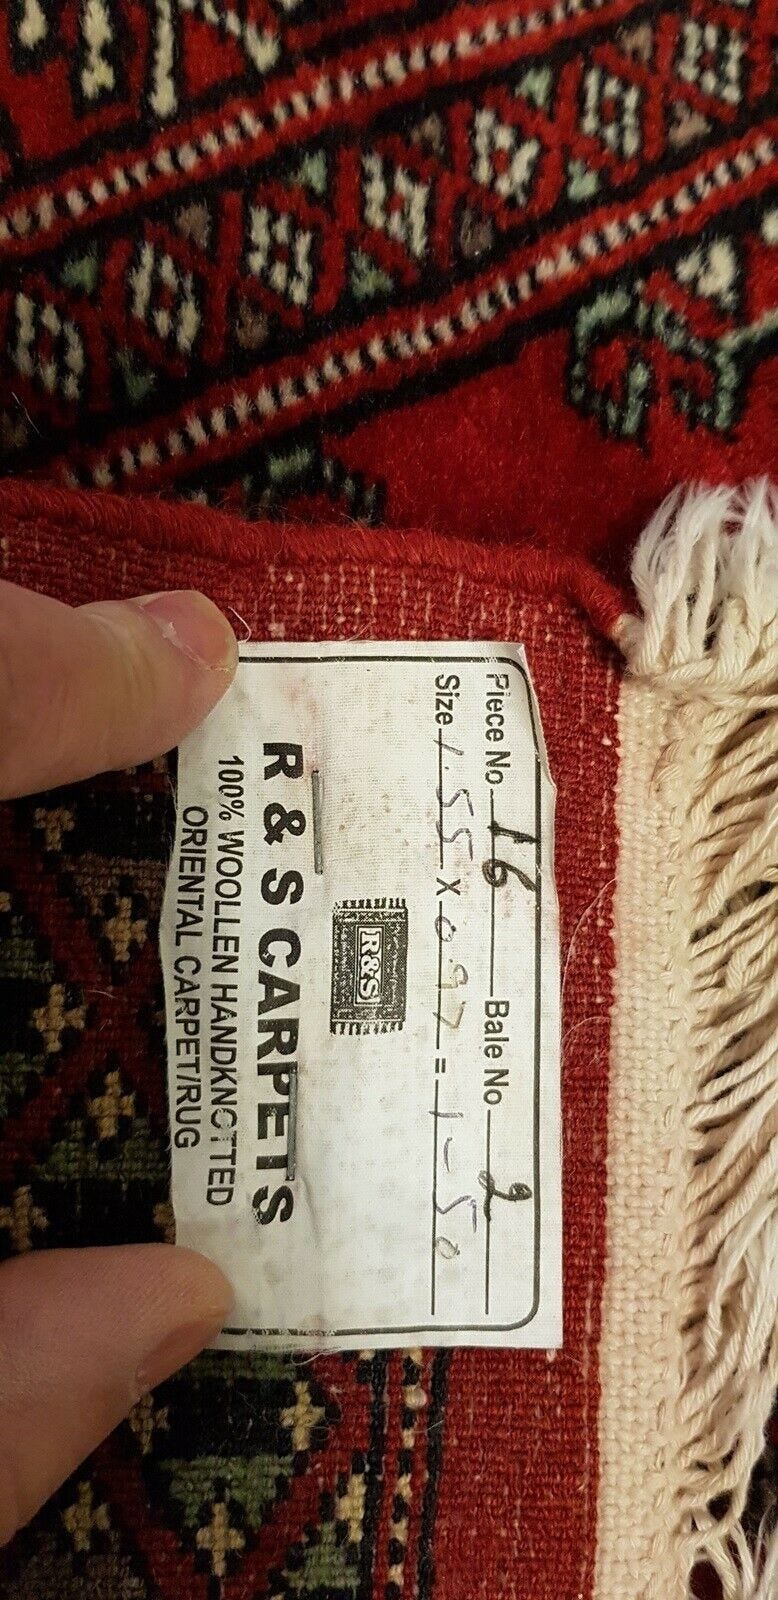 Piece No 16 Bale No 2
Size 1.55 x 0.97 = 1-50
R&S
R & S CARPETS
100% WOOLLEN HANDKNOTTED
ORIENTAL CARPET/RUG